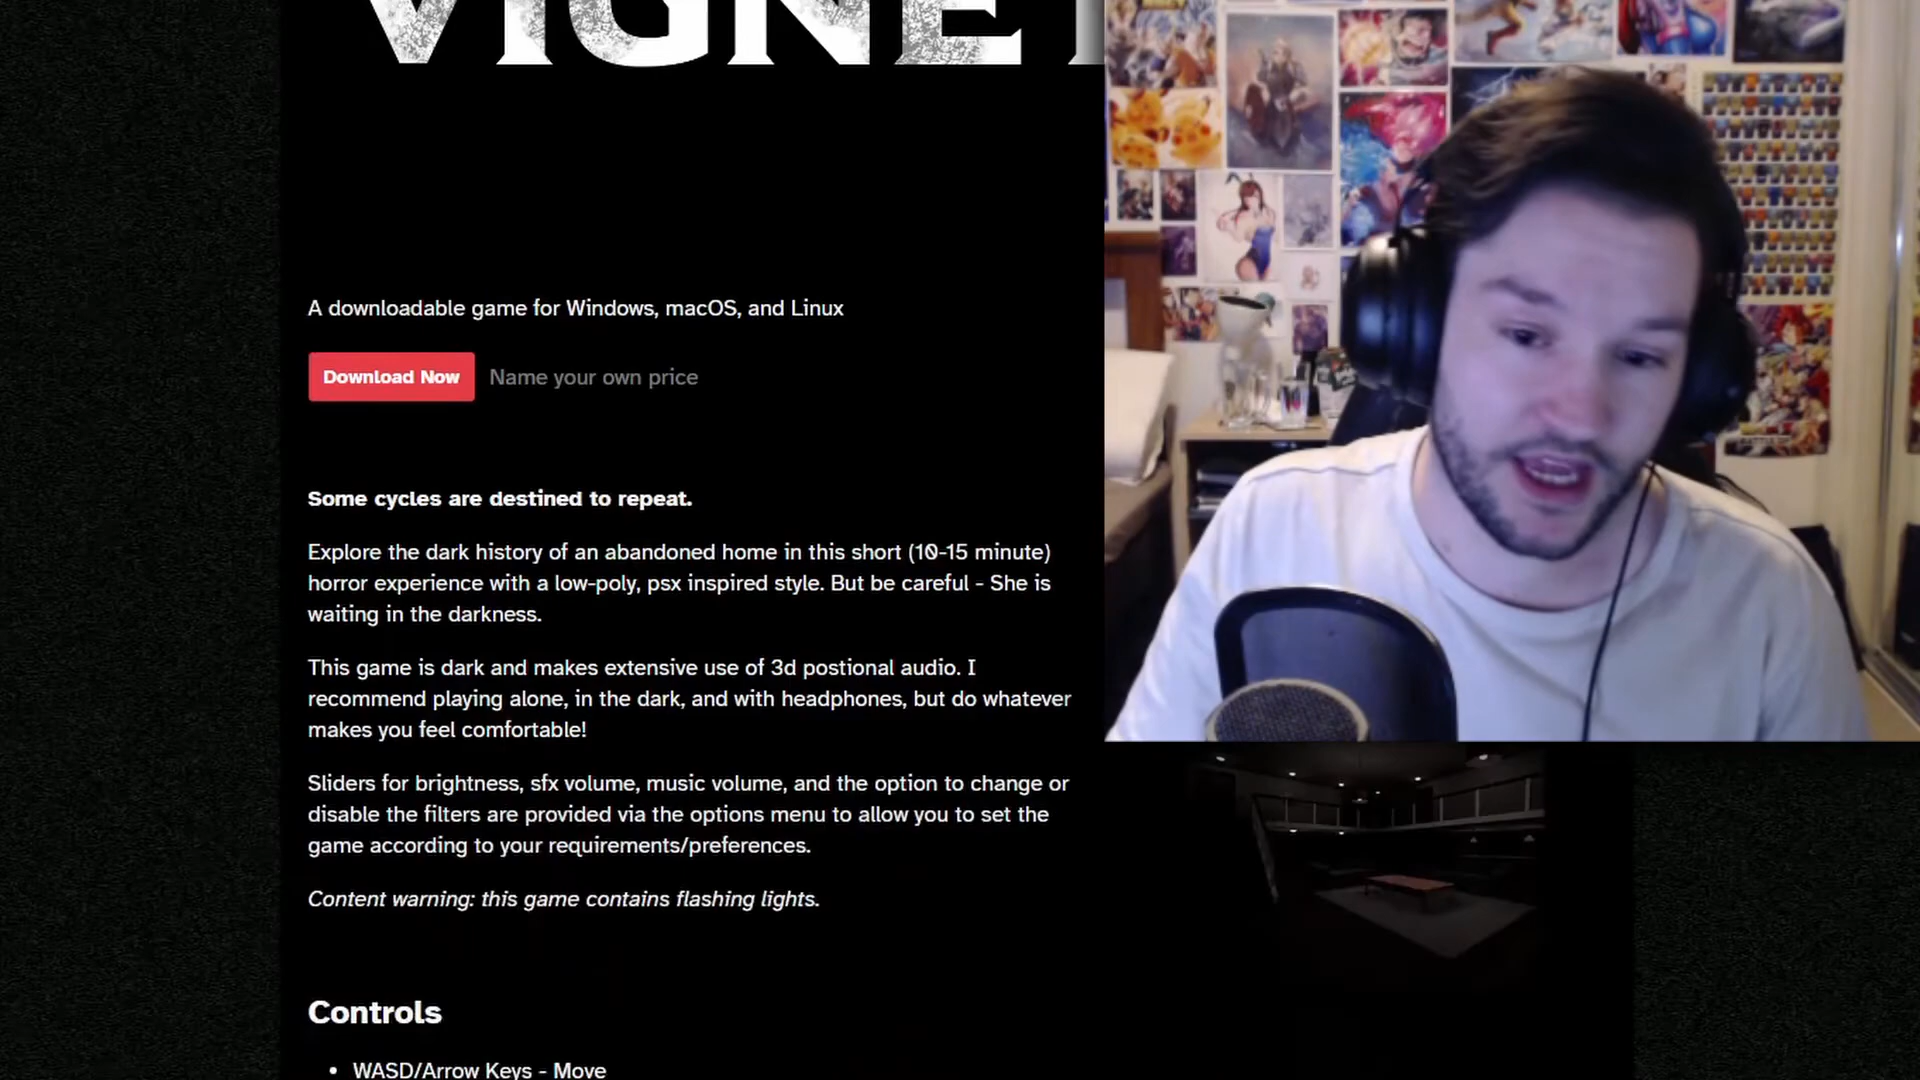 VIGNE
A downloadable game for Windows, macOS, and Linux
Download Now Name your own price
Some cycles are destined to repeat.
Explore the dark history of an abandoned home in this short (10-15 minute)
horror experience with a low-poly, psx inspired style. But be careful - She is
waiting in the darkness.
This game is dark and makes extensive use of 3d postional audio. I
recommend playing alone, in the dark, and with headphones, but do whatever
makes you feel comfortable!
Sliders for brightness, sfx volume, music volume, and the option to change or
disable the filters are provided via the options menu to allow you to set the
game according to your requirements/preferences.
Content warning: this game contains flashing lights.
Controls
• WASD/Arrow Keys - Move